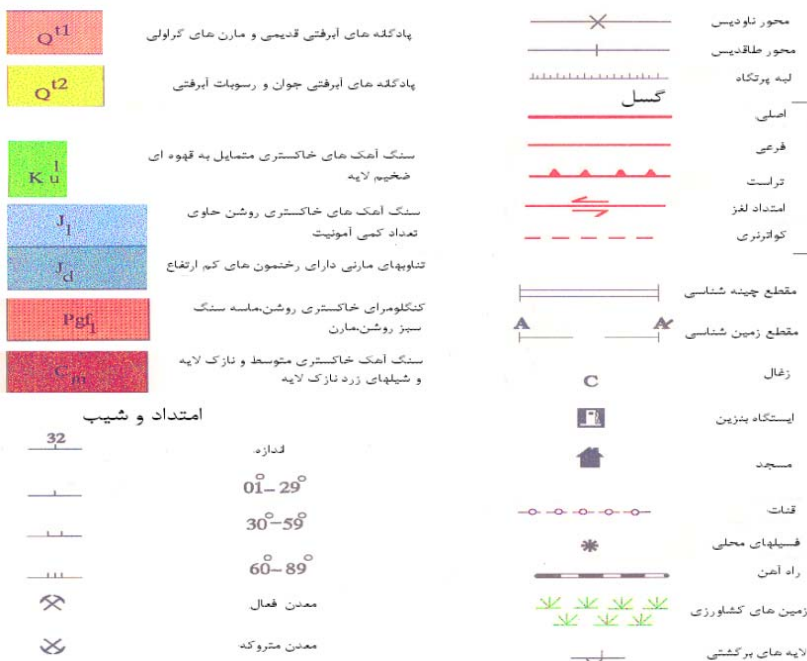 محور ناودیس
محور طاقدیس
لبه پرتگاه
گسل
اصلی
فرعی
تراست
امتداد لغز
کواترنری
مقطع چینه شناسی
A A′ مقطع زمین شناسی
C زغال
ایستگاه بنزین
مسجد
قنات
فسیلهای محلی
راه آهن
زمین های کشاورزی
لایه های برگشتی
Qt1 پادگانه های آبرفتی قدیمی و مارن های گراولی
Qt2 پادگانه های آبرفتی جوان و رسوبات آبرفتی
K l u سنگ آهک های خاکستری متمایل به قهوه ای
ضخیم لایه
Jl سنگ آهک های خاکستری روشن حاوی
تعداد کمی آمونیت
Jd تناوبهای مارنی دارای رخنمون های کم ارتفاع
Pgf1 کنگلومرای خاکستری روشن،ماسه سنگ
سبز روشن،مارن
Cm سنگ آهک خاکستری متوسط و نازک لایه
و شیلهای زرد نازک لایه
امتداد و شیب
32 اندازه
01°–29°
30°–59°
60°–89°
معدن فعال
معدن متروکه